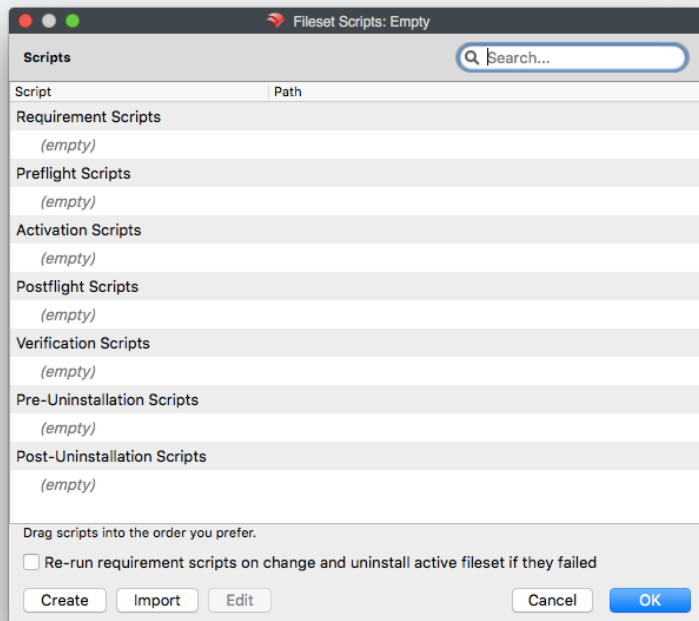 Fileset Scripts: Empty
Scripts
Search...
Script Path
Requirement Scripts
(empty)
Preflight Scripts
(empty)
Activation Scripts
(empty)
Postflight Scripts
(empty)
Verification Scripts
(empty)
Pre-Uninstallation Scripts
(empty)
Post-Uninstallation Scripts
(empty)
Drag scripts into the order you prefer.
Re-run requirement scripts on change and uninstall active fileset if they failed
Create Import Edit Cancel OK